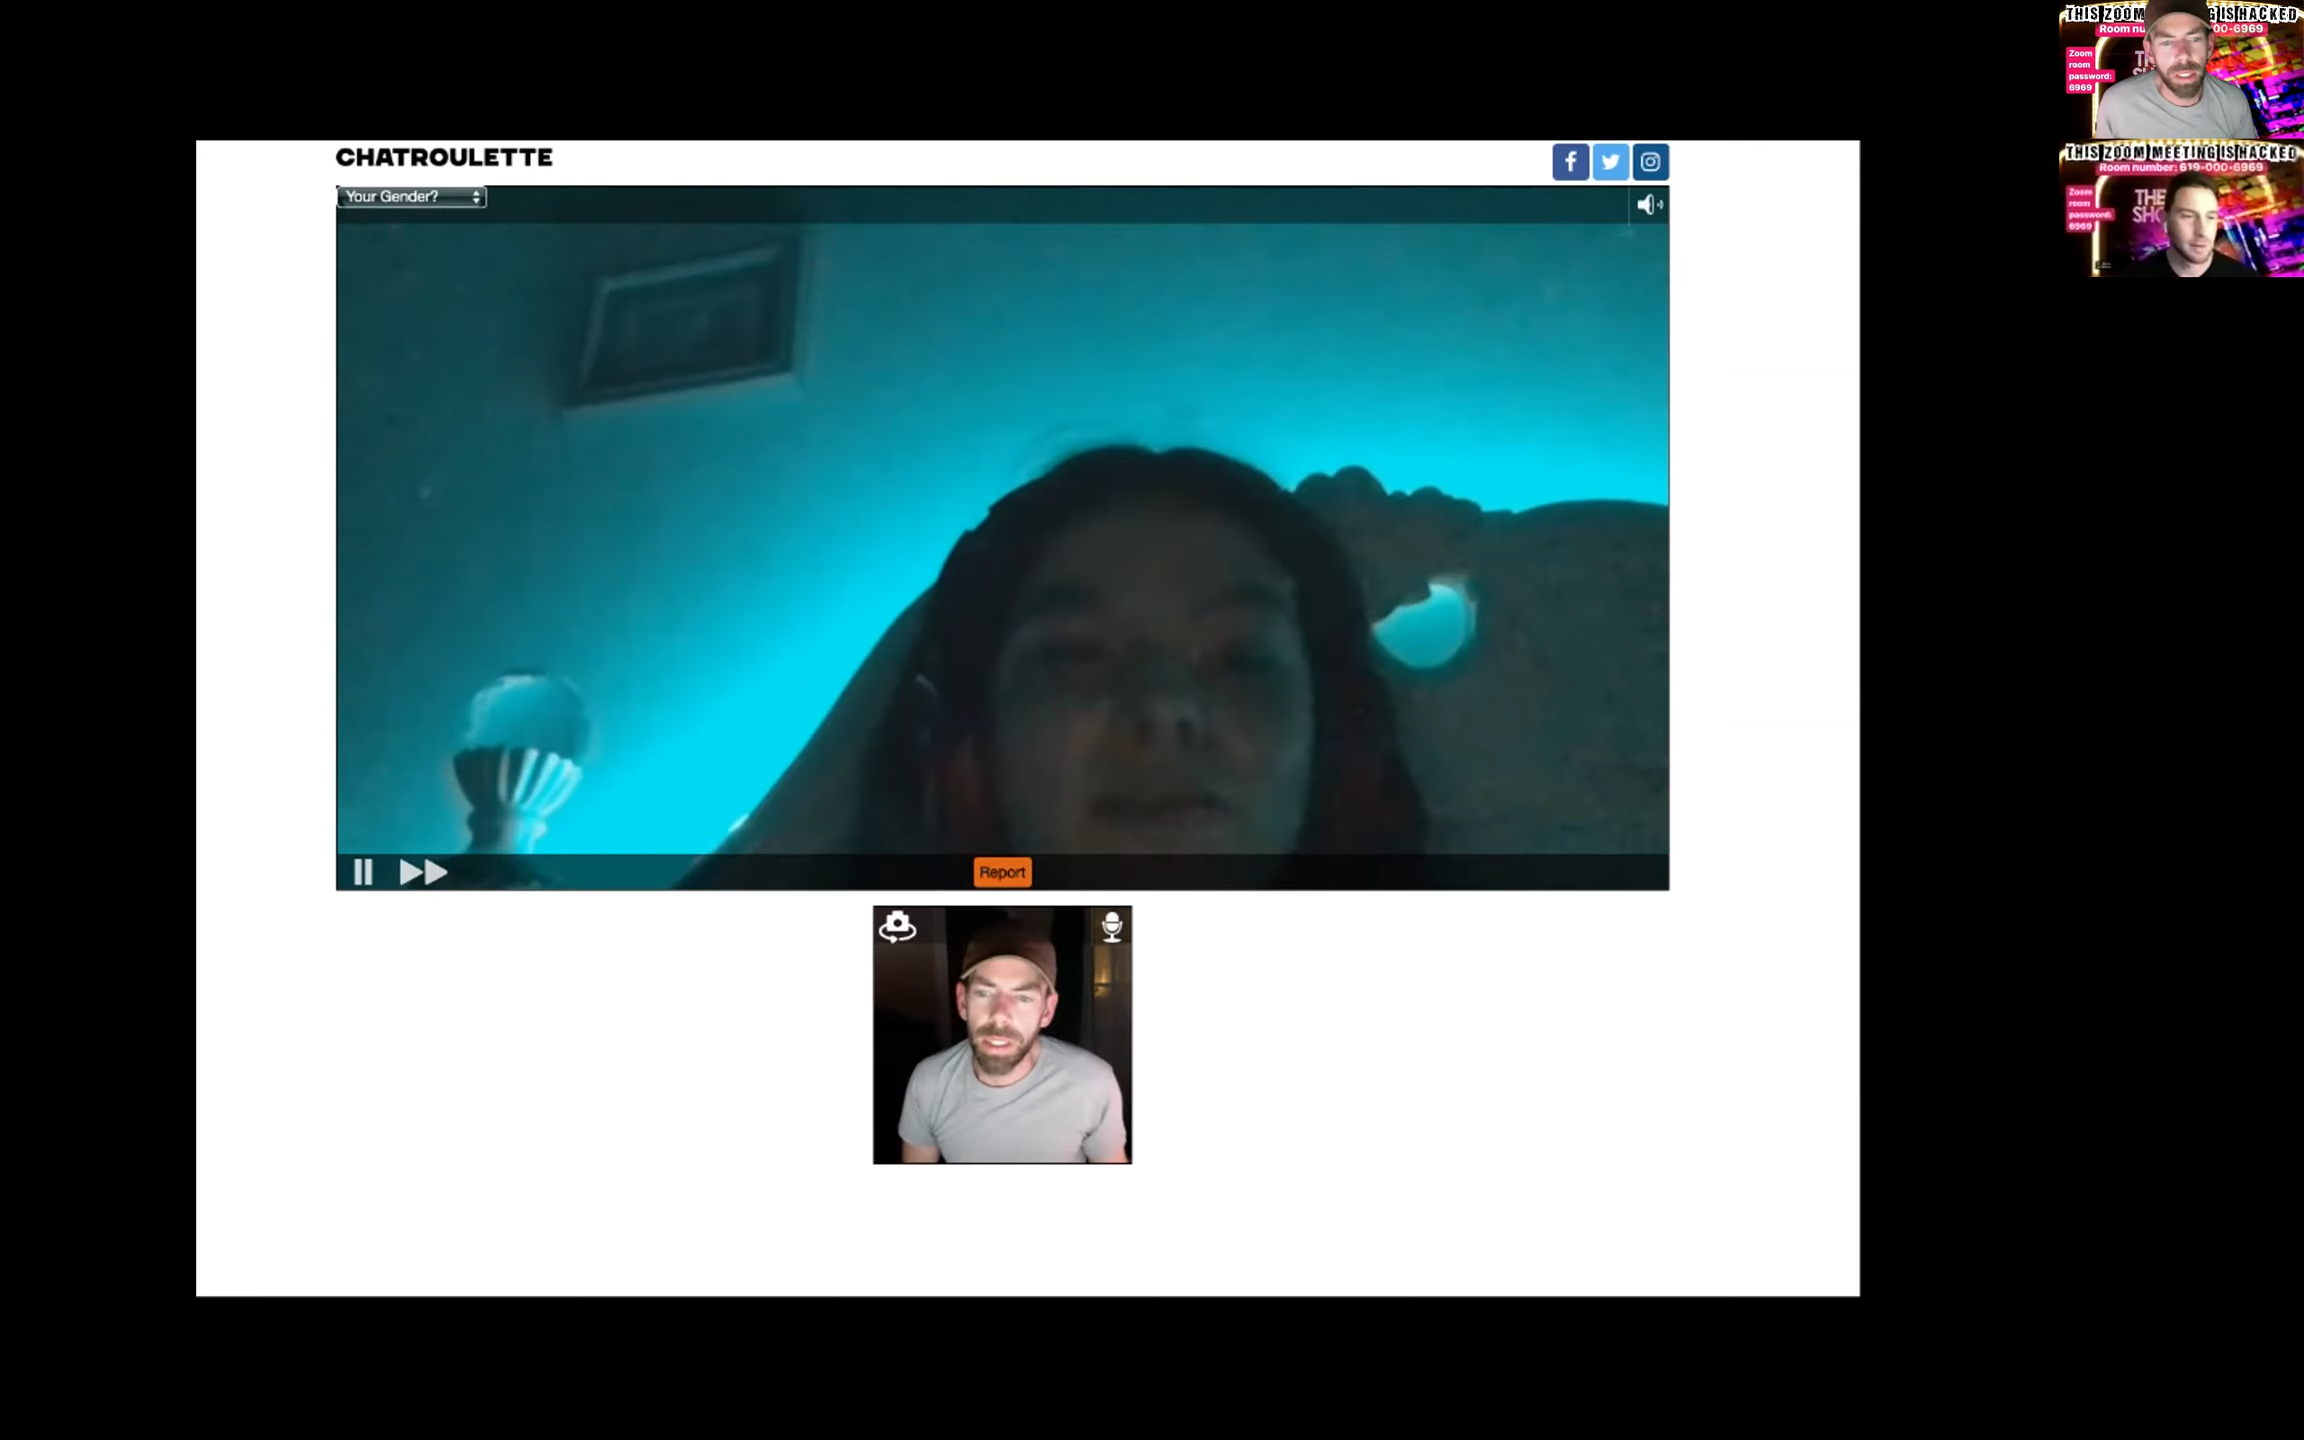 CHATROULETTE
Your Gender?
Report
THIS ZOOM G IS HACKED
Room nu 00-6969
Zoom
room
password:
6969
THIS ZOOM MEETING IS HACKED
Room number: 619-000-6969
Zoom
room
password:
6969
THE
SHO